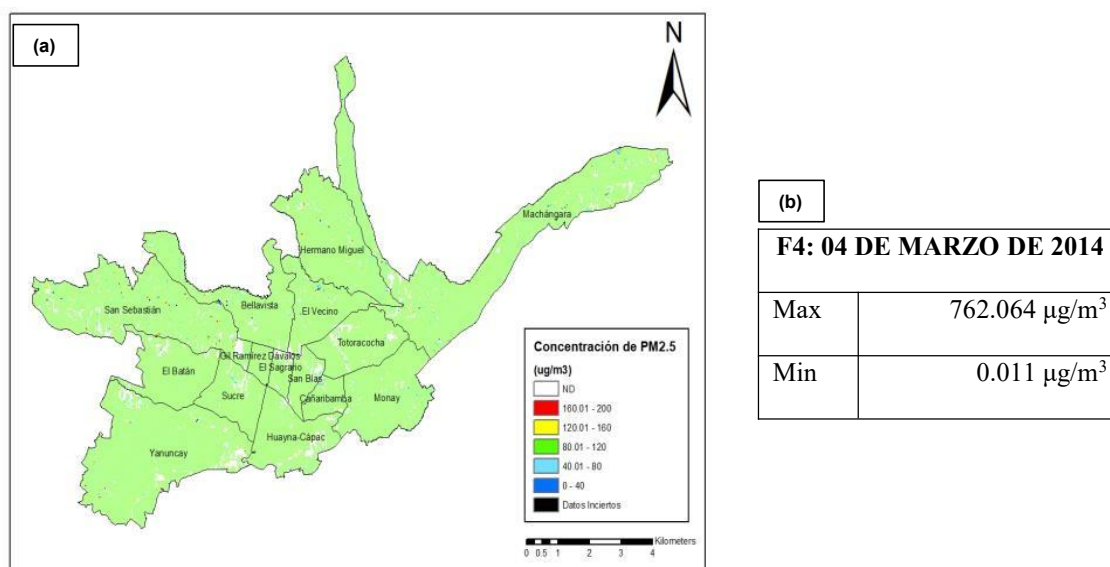 (a)
N
Machángara
Hermano Miguel
San Sebastián
Bellavista
El Vecino
Totoracocha
Gil Ramírez Dávalos
El Sagrario
El Batán
San Blas
Sucre
Cañaribamba
Monay
Huayna-Cápac
Yanuncay
Concentración de PM2.5
(ug/m3)
ND
160.01 - 200
120.01 - 160
80.01 - 120
40.01 - 80
0 - 40
Datos Inciertos
Kilometers
0 0.5 1 2 3 4
(b)
F4: 04 DE MARZO DE 2014
Max 762.064 μg/m³
Min 0.011 μg/m³